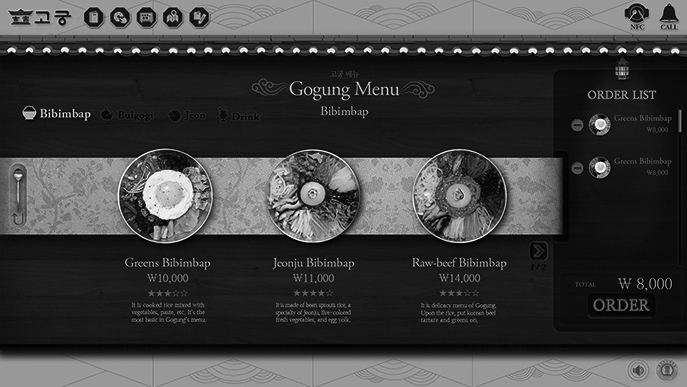 고궁
NFC
CALL
고궁 메뉴
Gogung Menu
Bibimbap
Bibimbap
Bulgogi
Jeon
Drink
ORDER LIST
Greens Bibimbap
₩8,000
Greens Bibimbap
₩8,000
Greens Bibimbap
₩10,000
★★★☆☆
It is cooked rice mixed with
vegetables, paste, etc. It's the
most basic in Gogung's menu.
Jeonju Bibimbap
₩11,000
★★★★☆
It is made of bean sprouts rice, a
specialty of Jeonju, five-colored
fresh vegetables, and egg yolk.
Raw-beef Bibimbap
₩14,000
★★★☆☆
It is delicacy menu of Gogung.
Upon the rice, put korean beef
tartare and greens on.
1/2
TOTAL
₩ 8,000
ORDER